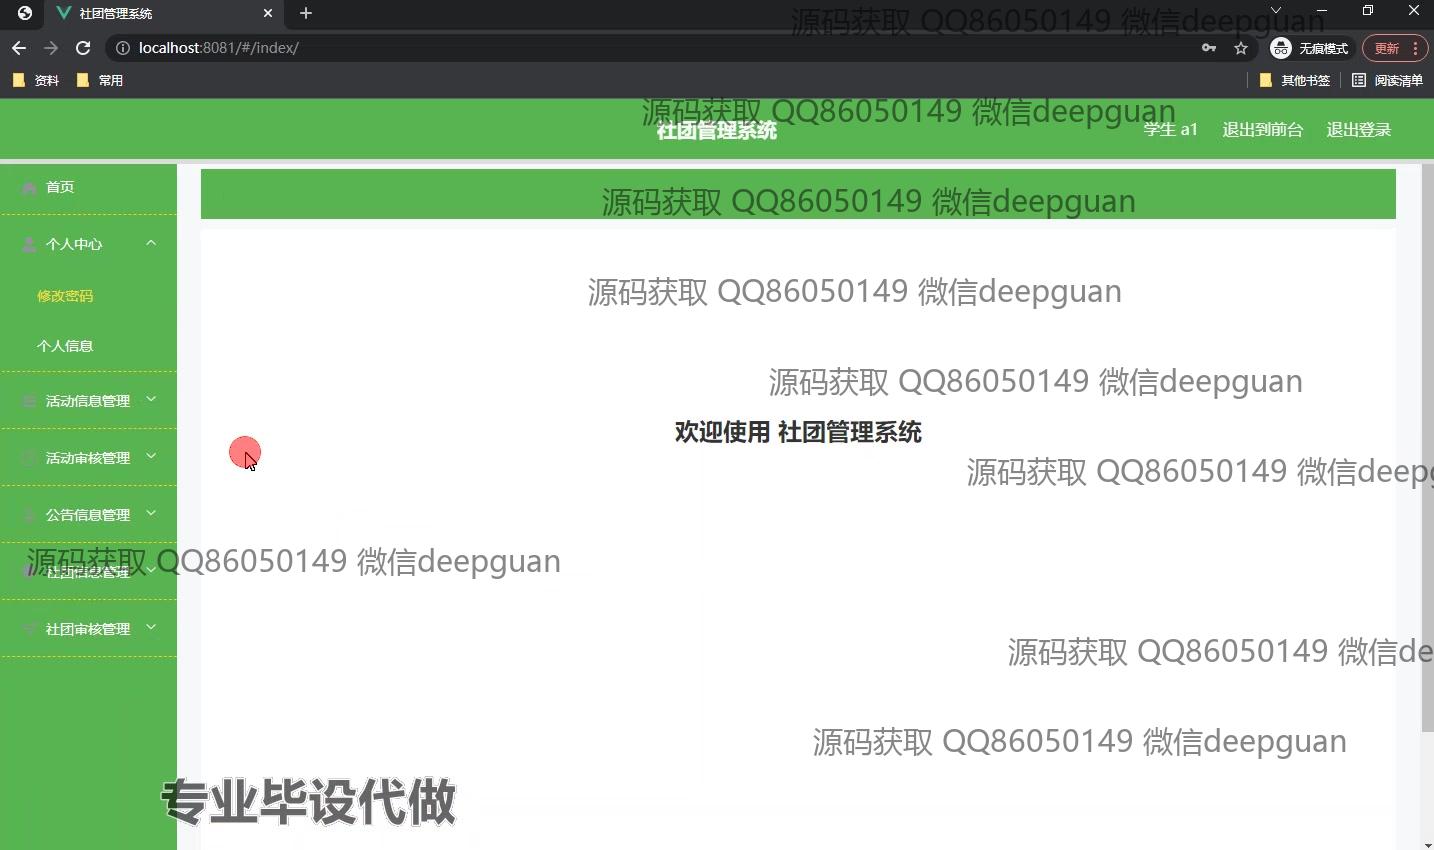 社团管理系统
源码获取 QQ86050149 微信deepguan
localhost:8081/#/index/
无痕模式
更新
资料
常用
其他书签
阅读清单
源码获取 QQ86050149 微信deepguan
社团管理系统
学生 a1
退出到前台
退出登录
首页
源码获取 QQ86050149 微信deepguan
个人中心
修改密码
源码获取 QQ86050149 微信deepguan
个人信息
源码获取 QQ86050149 微信deepguan
活动信息管理
欢迎使用 社团管理系统
活动审核管理
源码获取 QQ86050149 微信deepg
公告信息管理
源码获取 QQ86050149 微信deepguan
社团信息管理
社团审核管理
源码获取 QQ86050149 微信de
源码获取 QQ86050149 微信deepguan
专业毕设代做